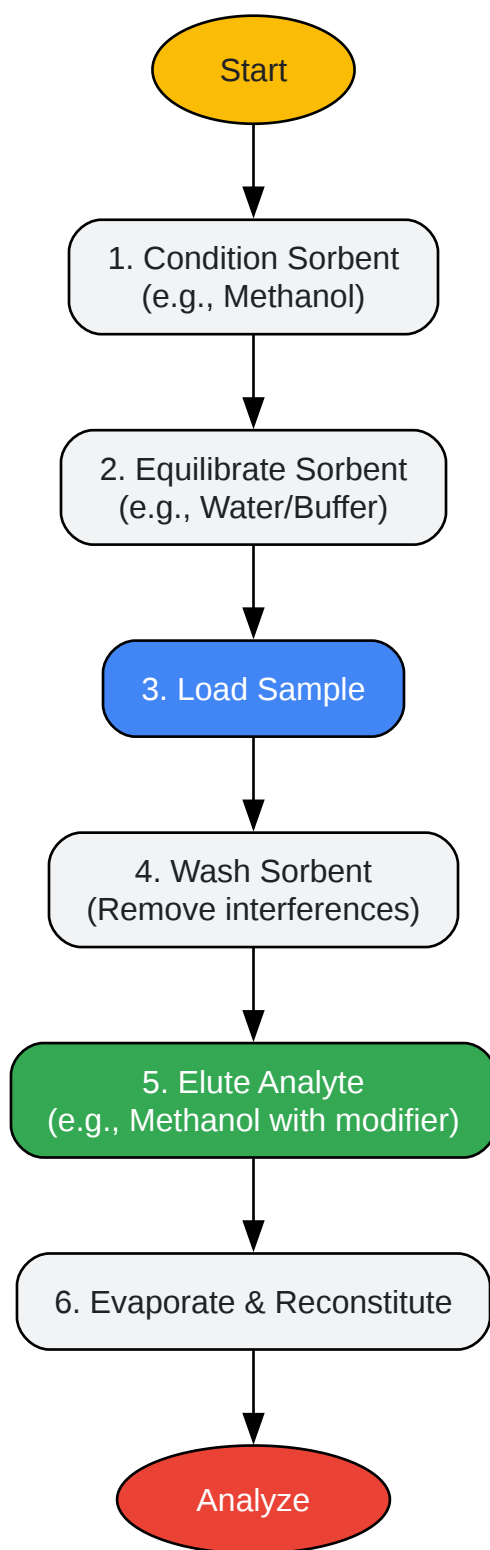 Start
1. Condition Sorbent
(e.g., Methanol)
2. Equilibrate Sorbent
(e.g., Water/Buffer)
3. Load Sample
4. Wash Sorbent
(Remove interferences)
5. Elute Analyte
(e.g., Methanol with modifier)
6. Evaporate & Reconstitute
Analyze